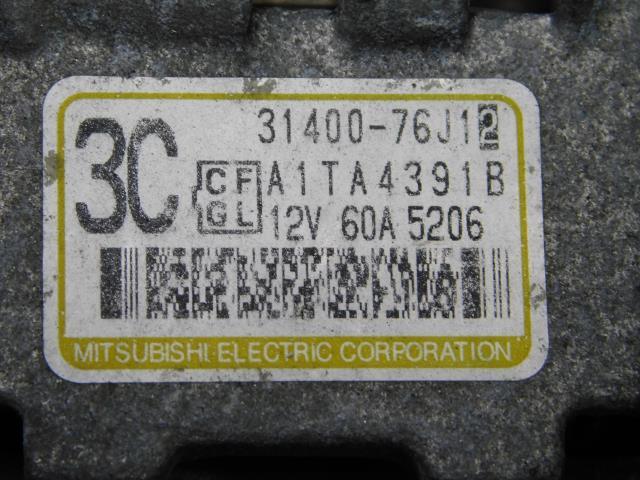 3C
31400-76J12
CF
GL
A1TA4391B
12V 60A 5206
MITSUBISHI ELECTRIC CORPORATION